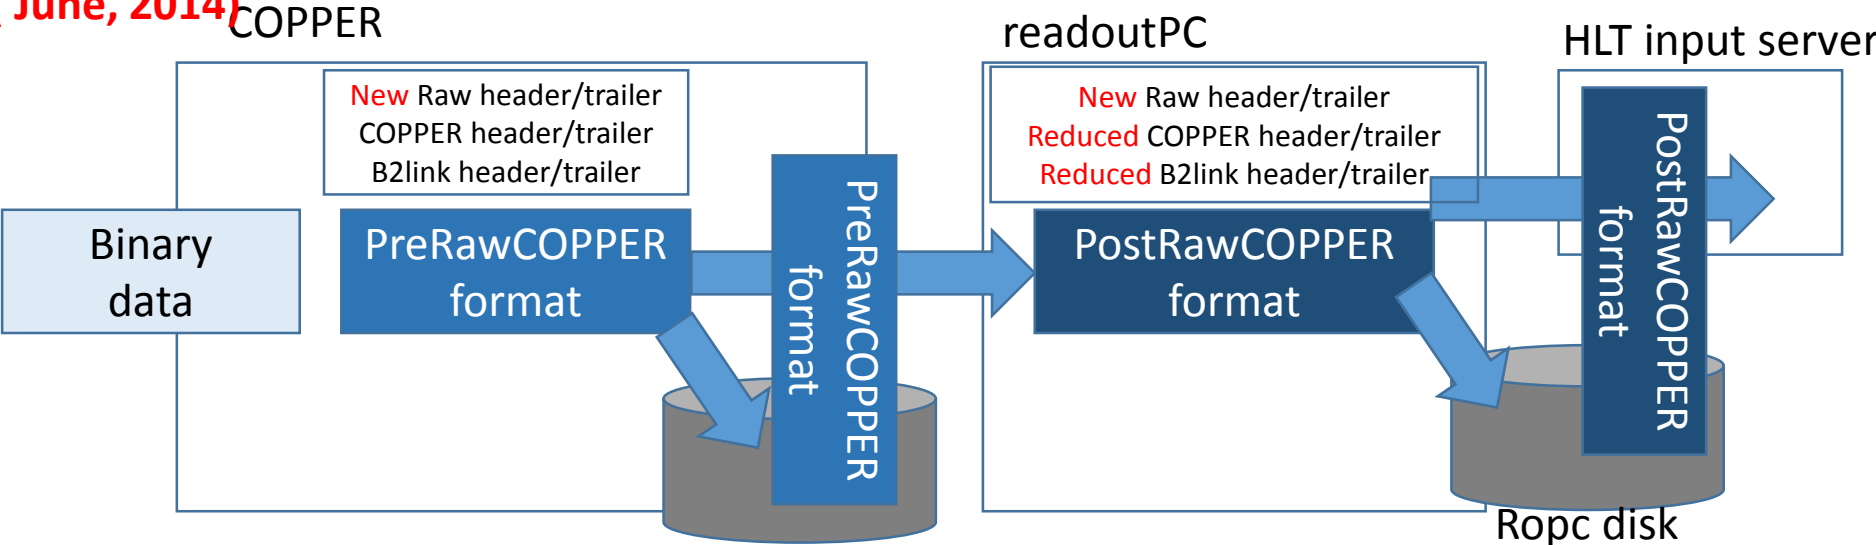 June, 2014)
COPPER
readoutPC
HLT input server
New Raw header/trailer
COPPER header/trailer
B2link header/trailer
New Raw header/trailer
Reduced COPPER header/trailer
Reduced B2link header/trailer
Binary
data
PreRawCOPPER
format
PreRawCOPPER
format
PostRawCOPPER
format
PostRawCOPPER
format
Ropc disk